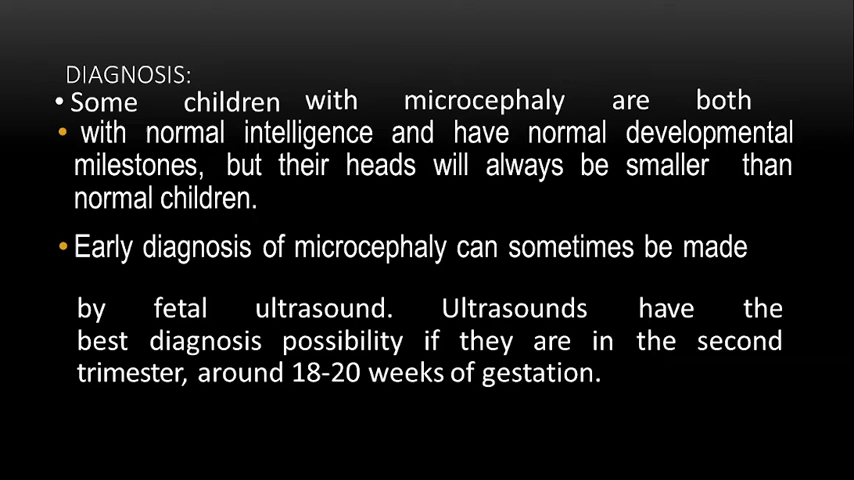 DIAGNOSIS:
• Some children with microcephaly are both
• with normal intelligence and have normal developmental
milestones, but their heads will always be smaller than
normal children.
• Early diagnosis of microcephaly can sometimes be made
by fetal ultrasound. Ultrasounds have the
best diagnosis possibility if they are in the second
trimester, around 18-20 weeks of gestation.